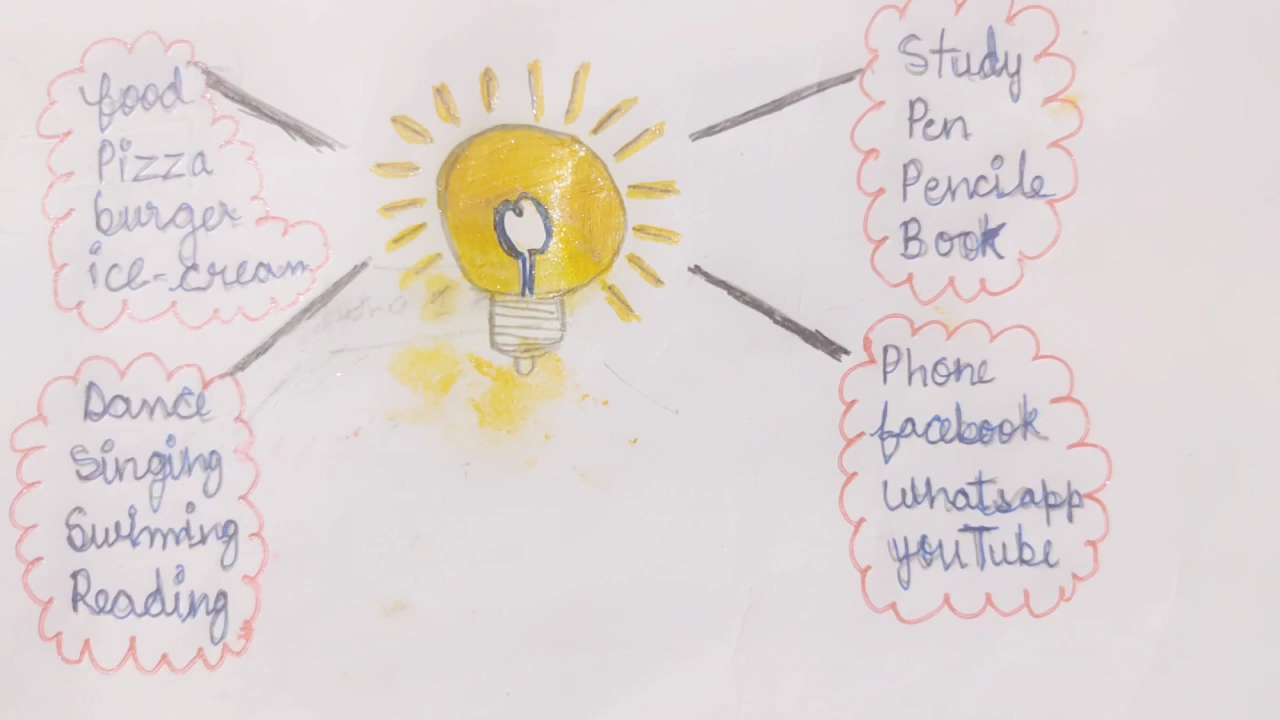 food
Pizza
burger
ice-cream
Study
Pen
Pencile
Book
Dance
Singing
Swiming
Reading
Phone
facebook
Whatsapp
youTube